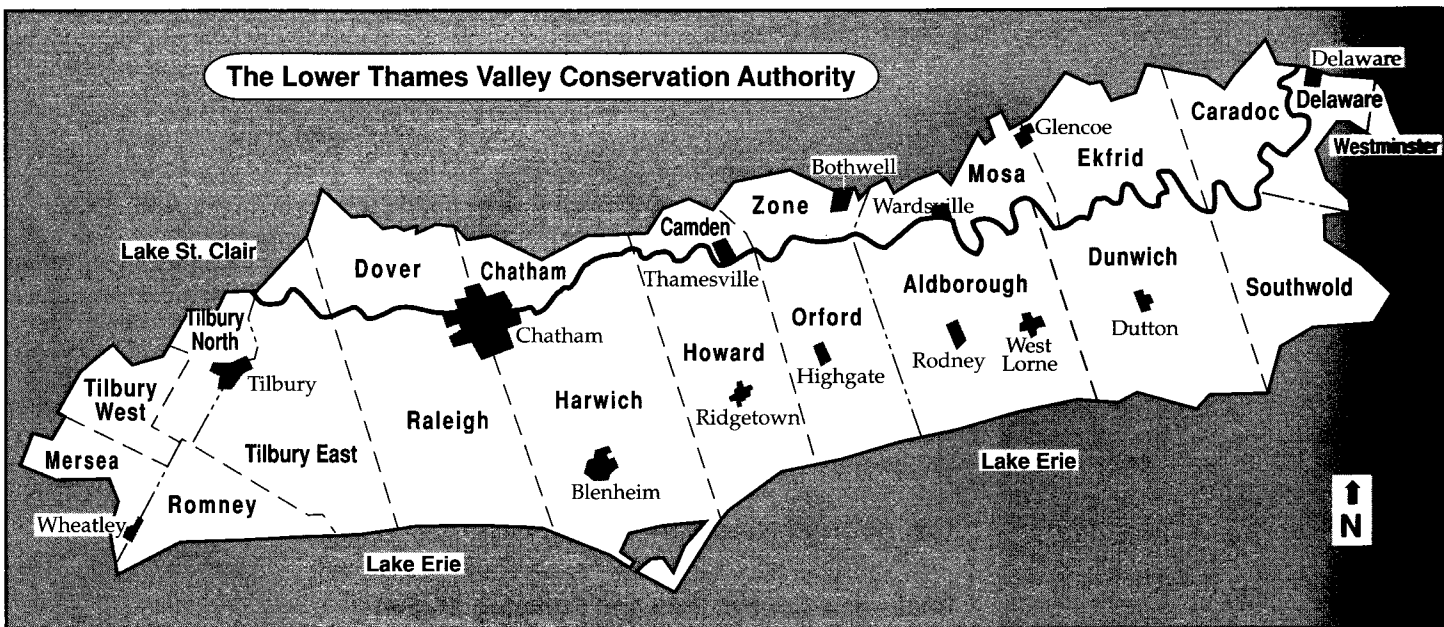 The Lower Thames Valley Conservation Authority
Delaware
Delaware
Westminster
Caradoc
Glencoe
Ekfrid
Mosa
Bothwell
Zone
Wardsville
Camden
Thamesville
Lake St. Clair
Dover
Chatham
Chatham
Tilbury
North
Tilbury
Tilbury
West
Mersea
Wheatley
Romney
Tilbury East
Raleigh
Harwich
Blenheim
Howard
Ridgetown
Orford
Highgate
Aldborough
Rodney
West
Lorne
Dunwich
Dutton
Southwold
Lake Erie
Lake Erie
N